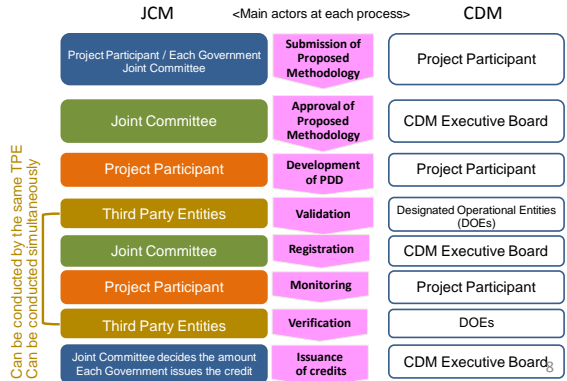 JCM
<Main actors at each process>
CDM
Project Participant / Each Government
Joint Committee
Submission of
Proposed
Methodology
Project Participant
Joint Committee
Approval of
Proposed
Methodology
CDM Executive Board
Project Participant
Development
of PDD
Project Participant
Third Party Entities
Validation
Designated Operational Entities
(DOEs)
Joint Committee
Registration
CDM Executive Board
Project Participant
Monitoring
Project Participant
Third Party Entities
Verification
DOEs
Joint Committee decides the amount
Each Government issues the credit
Issuance
of credits
CDM Executive Board
8
Can be conducted by the same TPE
Can be conducted simultaneously